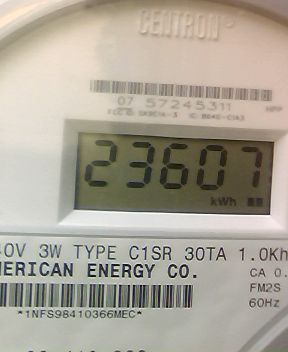 CENTRON
07 57245311
23607
kWh
40V 3W TYPE C1SR 30TA 1.0Kh
MERICAN ENERGY CO.
CA 0.
FM2S
60Hz
*1NFS98410366MEC*